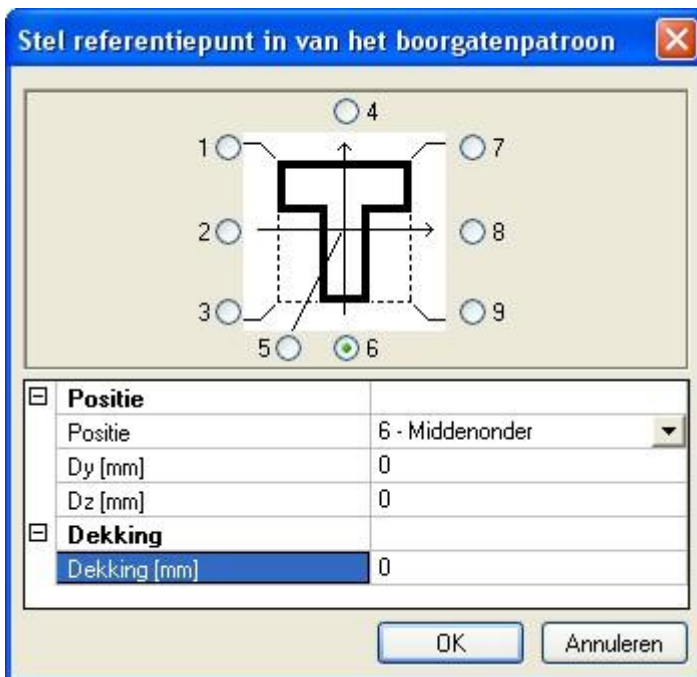 Stel referentiepunt in van het boorgatenpatroon
4
1 7
2 8
3 9
5 6
Positie
Positie 6 - Middenonder
Dy [mm] 0
Dz [mm] 0
Dekking
Dekking [mm] 0
OK Annuleren